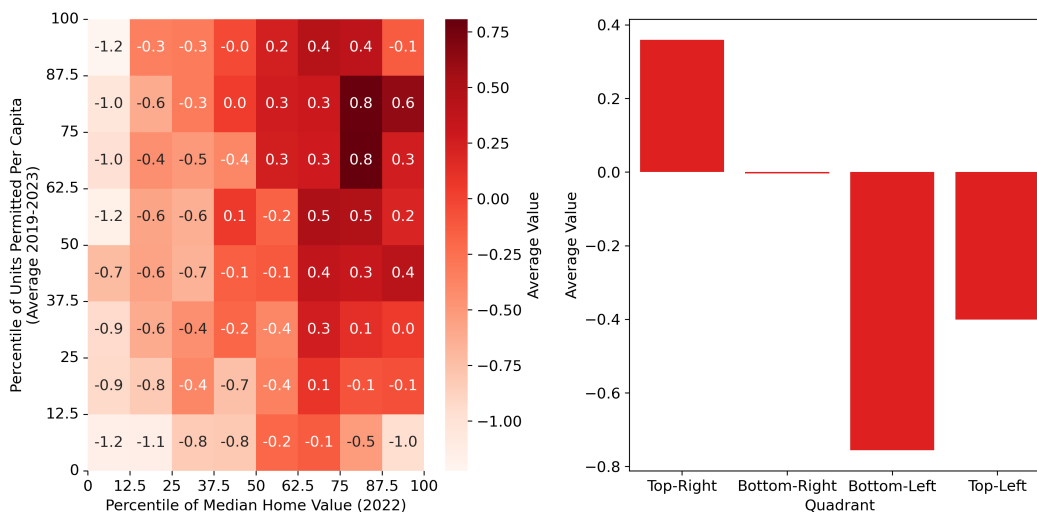 100
87.5
75
62.5
50
37.5
25
12.5
0
Percentile of Units Permitted Per Capita
(Average 2019-2023)
-1.2 -0.3 -0.3 -0.0 0.2 0.4 0.4 -0.1
-1.0 -0.6 -0.3 0.0 0.3 0.3 0.8 0.6
-1.0 -0.4 -0.5 -0.4 0.3 0.3 0.8 0.3
-1.2 -0.6 -0.6 0.1 -0.2 0.5 0.5 0.2
-0.7 -0.6 -0.7 -0.1 -0.1 0.4 0.3 0.4
-0.9 -0.6 -0.4 -0.2 -0.4 0.3 0.1 0.0
-0.9 -0.8 -0.4 -0.7 -0.4 0.1 -0.1 -0.1
-1.2 -1.1 -0.8 -0.8 -0.2 -0.1 -0.5 -1.0
0 12.5 25 37.5 50 62.5 75 87.5 100
Percentile of Median Home Value (2022)
0.75
0.50
0.25
0.00
−0.25
−0.50
−0.75
−1.00
Average Value
0.4
0.2
0.0
−0.2
−0.4
−0.6
−0.8
Average Value
Top-Right Bottom-Right Bottom-Left Top-Left
Quadrant